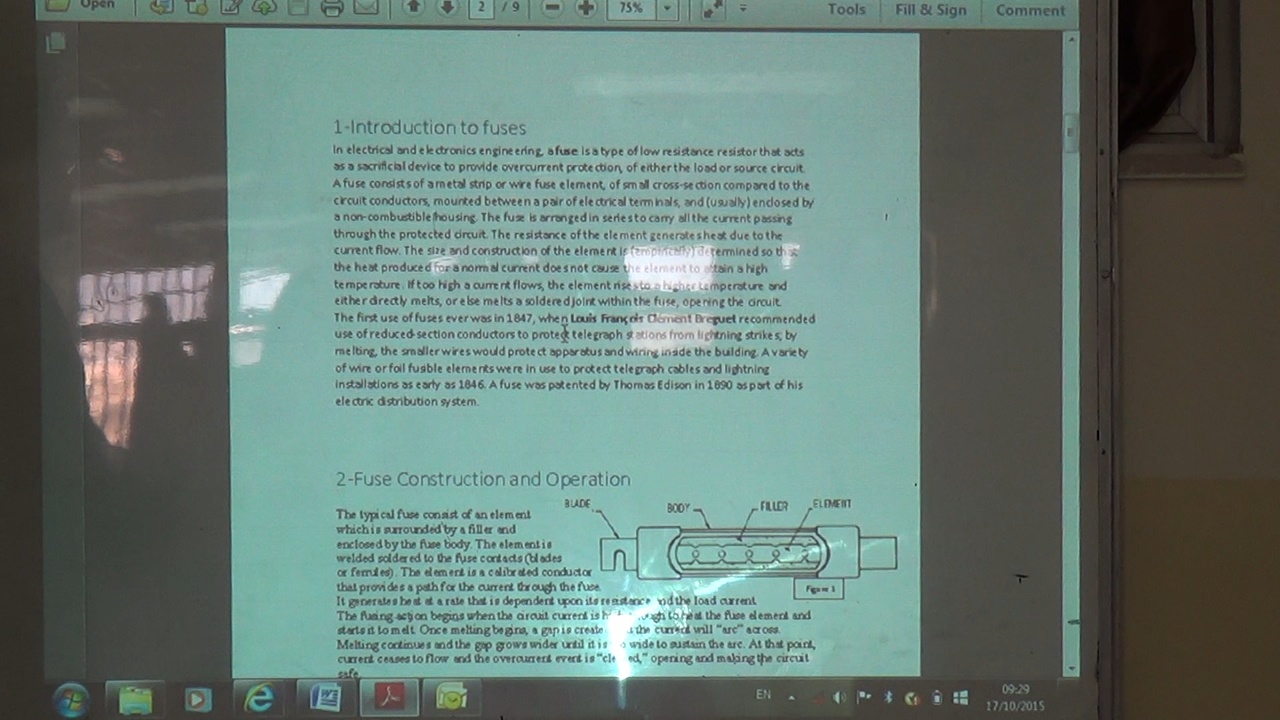 Open
2 / 9
75%
Tools
Fill & Sign
Comment
1-Introduction to fuses
In electrical and electronics engineering, a fuse is a type of low resistance resistor that acts
as a sacrificial device to provide overcurrent protection, of either the load or source circuit.
A fuse consists of a metal strip or wire fuse element, of small cross-section compared to the
circuit conductors, mounted between a pair of electrical terminals, and (usually) enclosed by
a non-combustible housing. The fuse is arranged in series to carry all the current passing
through the protected circuit. The resistance of the element generates heat due to the
current flow. The size and construction of the element is (empirically) determined so that
the heat produced for a normal current does not cause the element to attain a high
temperature. If too high a current flows, the element rises to a higher temperature and
either directly melts, or else melts a soldered joint within the fuse, opening the circuit.
The first use of fuses ever was in 1847, when Louis François Clément Breguet recommended
use of reduced-section conductors to protect telegraph stations from lightning strikes; by
melting, the smaller wires would protect apparatus and wiring inside the building. A variety
of wire or foil fusible elements were in use to protect telegraph cables and lightning
installations as early as 1846. A fuse was patented by Thomas Edison in 1890 as part of his
electric distribution system.
2-Fuse Construction and Operation
BLADE
BODY
FILLER
ELEMENT
Figure 1
The typical fuse consist of an element
which is surrounded by a filler and
enclosed by the fuse body. The element is
welded soldered to the fuse contacts (blades
or ferrules). The element is a calibrated conductor
that provides a path for the current through the fuse.
It generates heat at a rate that is dependent upon its resistance and the load current.
The fusing action begins when the circuit current is to heat the fuse element and
starts it to melt. Once melting begins, a gap is the current will "arc" across.
Melting continues and the gap grows wider until it is wide to sustain the arc. At that point,
current ceases to flow and the overcurrent event is "cleared," opening and making the circuit
safe.
EN
09:29
17/10/2015